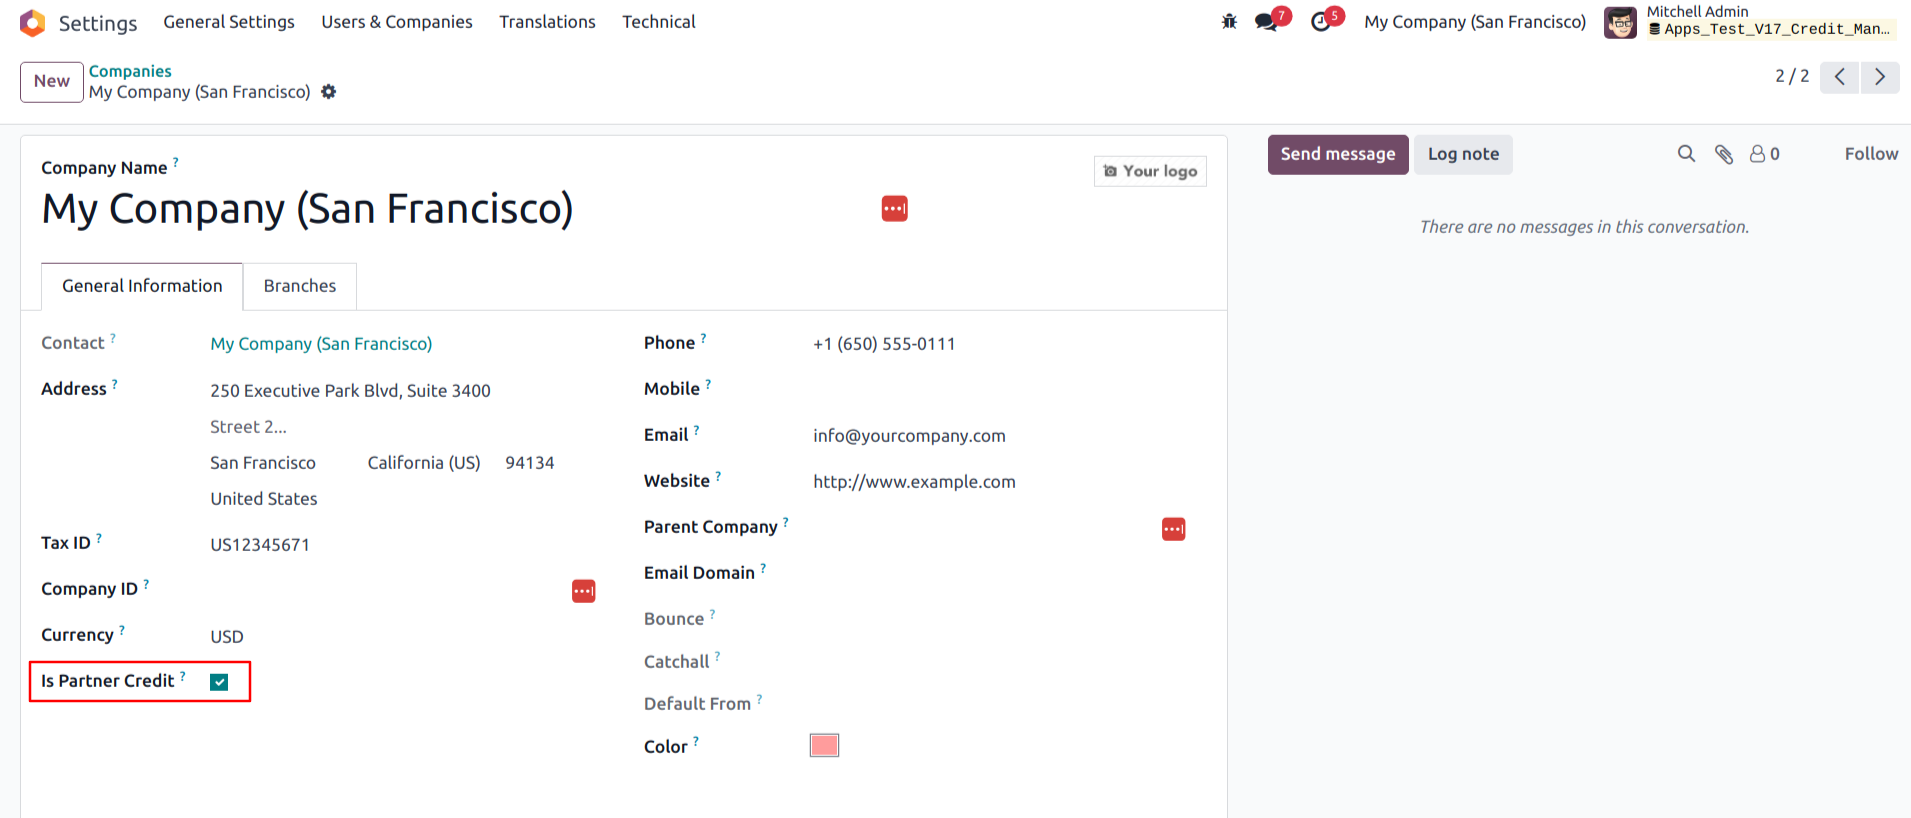 Settings General Settings Users & Companies Translations Technical 7 5 My Company (San Francisco) Mitchell Admin
Apps_Test_V17_Credit_Man...
New Companies
My Company (San Francisco)
2 / 2
Company Name ?
Your logo
My Company (San Francisco)
General Information Branches
Contact ? My Company (San Francisco)
Address ? 250 Executive Park Blvd, Suite 3400
Street 2...
San Francisco California (US) 94134
United States
Tax ID ? US12345671
Company ID ?
Currency ? USD
Is Partner Credit ?
Phone ? +1 (650) 555-0111
Mobile ?
Email ? info@yourcompany.com
Website ? http://www.example.com
Parent Company ?
Email Domain ?
Bounce ?
Catchall ?
Default From ?
Color ?
Send message Log note 0 Follow
There are no messages in this conversation.